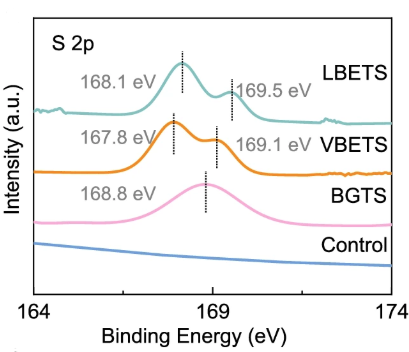 S 2p
LBETS
168.1 eV
169.5 eV
167.8 eV
169.1 eV
VBETS
168.8 eV
BGTS
Control
Intensity (a.u.)
164
169
174
Binding Energy (eV)